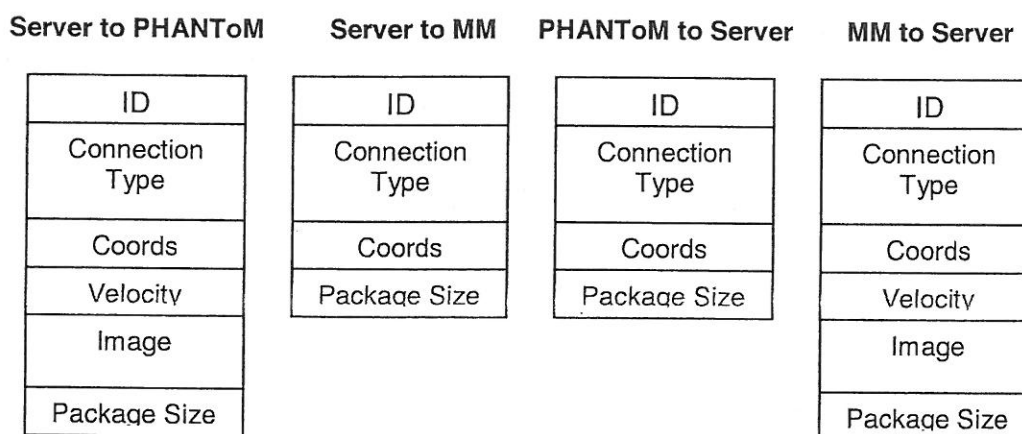 Server to PHANToM
ID
Connection
Type
Coords
Velocity
Image
Package Size
Server to MM
ID
Connection
Type
Coords
Package Size
PHANToM to Server
ID
Connection
Type
Coords
Package Size
MM to Server
ID
Connection
Type
Coords
Velocity
Image
Package Size